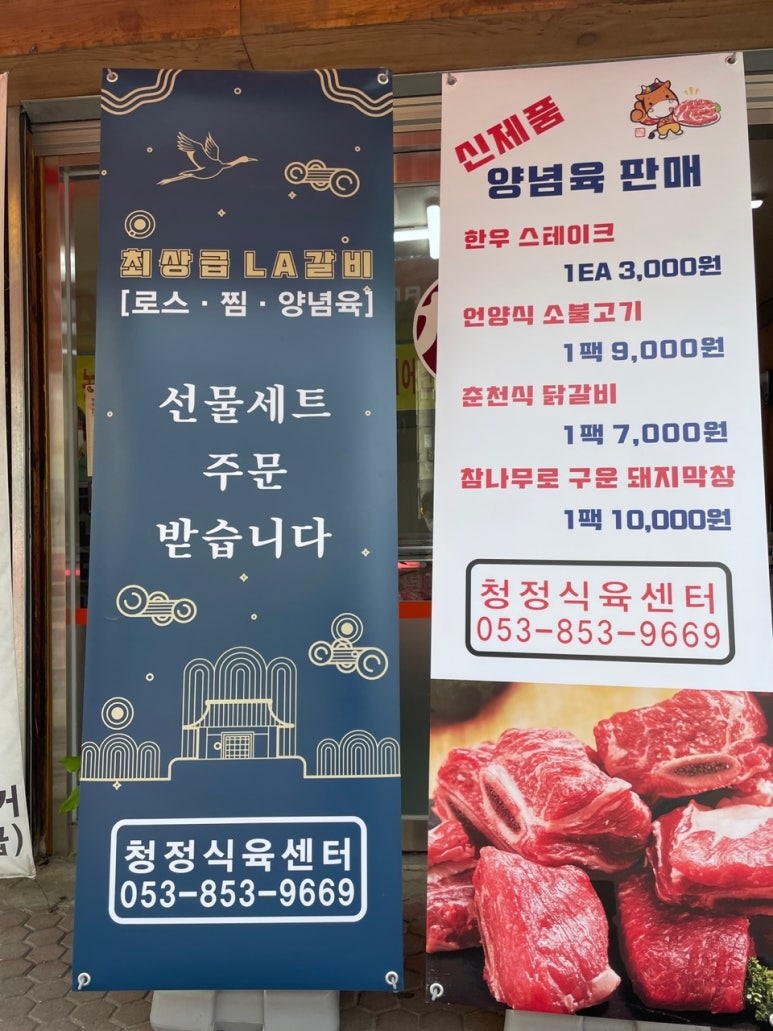 최상급 LA갈비
[로스 · 찜 · 양념육]
선물세트
주문
받습니다
청정식육센터
053-853-9669
신제품
양념육 판매
한우 스테이크
1EA 3,000원
언양식 소불고기
1팩 9,000원
춘천식 닭갈비
1팩 7,000원
참나무로 구운 돼지막창
1팩 10,000원
청정식육센터
053-853-9669